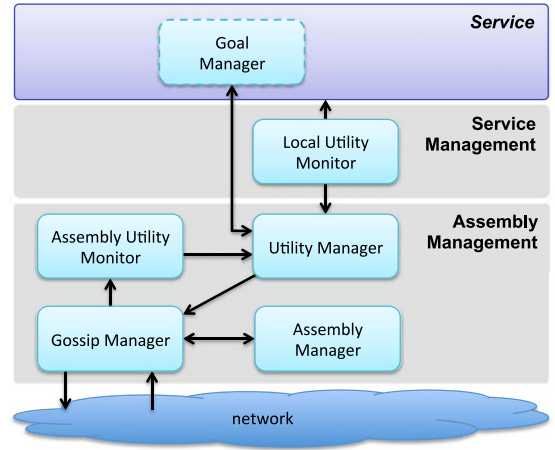 Service
Goal
Manager
Service
Management
Local Utility
Monitor
Assembly
Management
Assembly Utility
Monitor
Utility Manager
Gossip Manager
Assembly
Manager
network